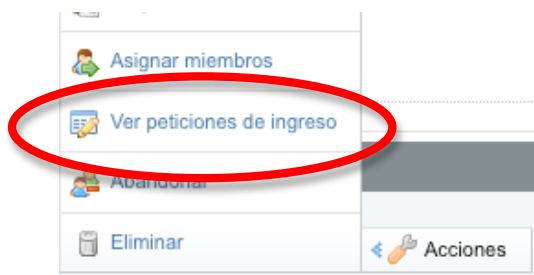 Asignar miembros
Ver peticiones de ingreso
Abandonar
Eliminar
Acciones